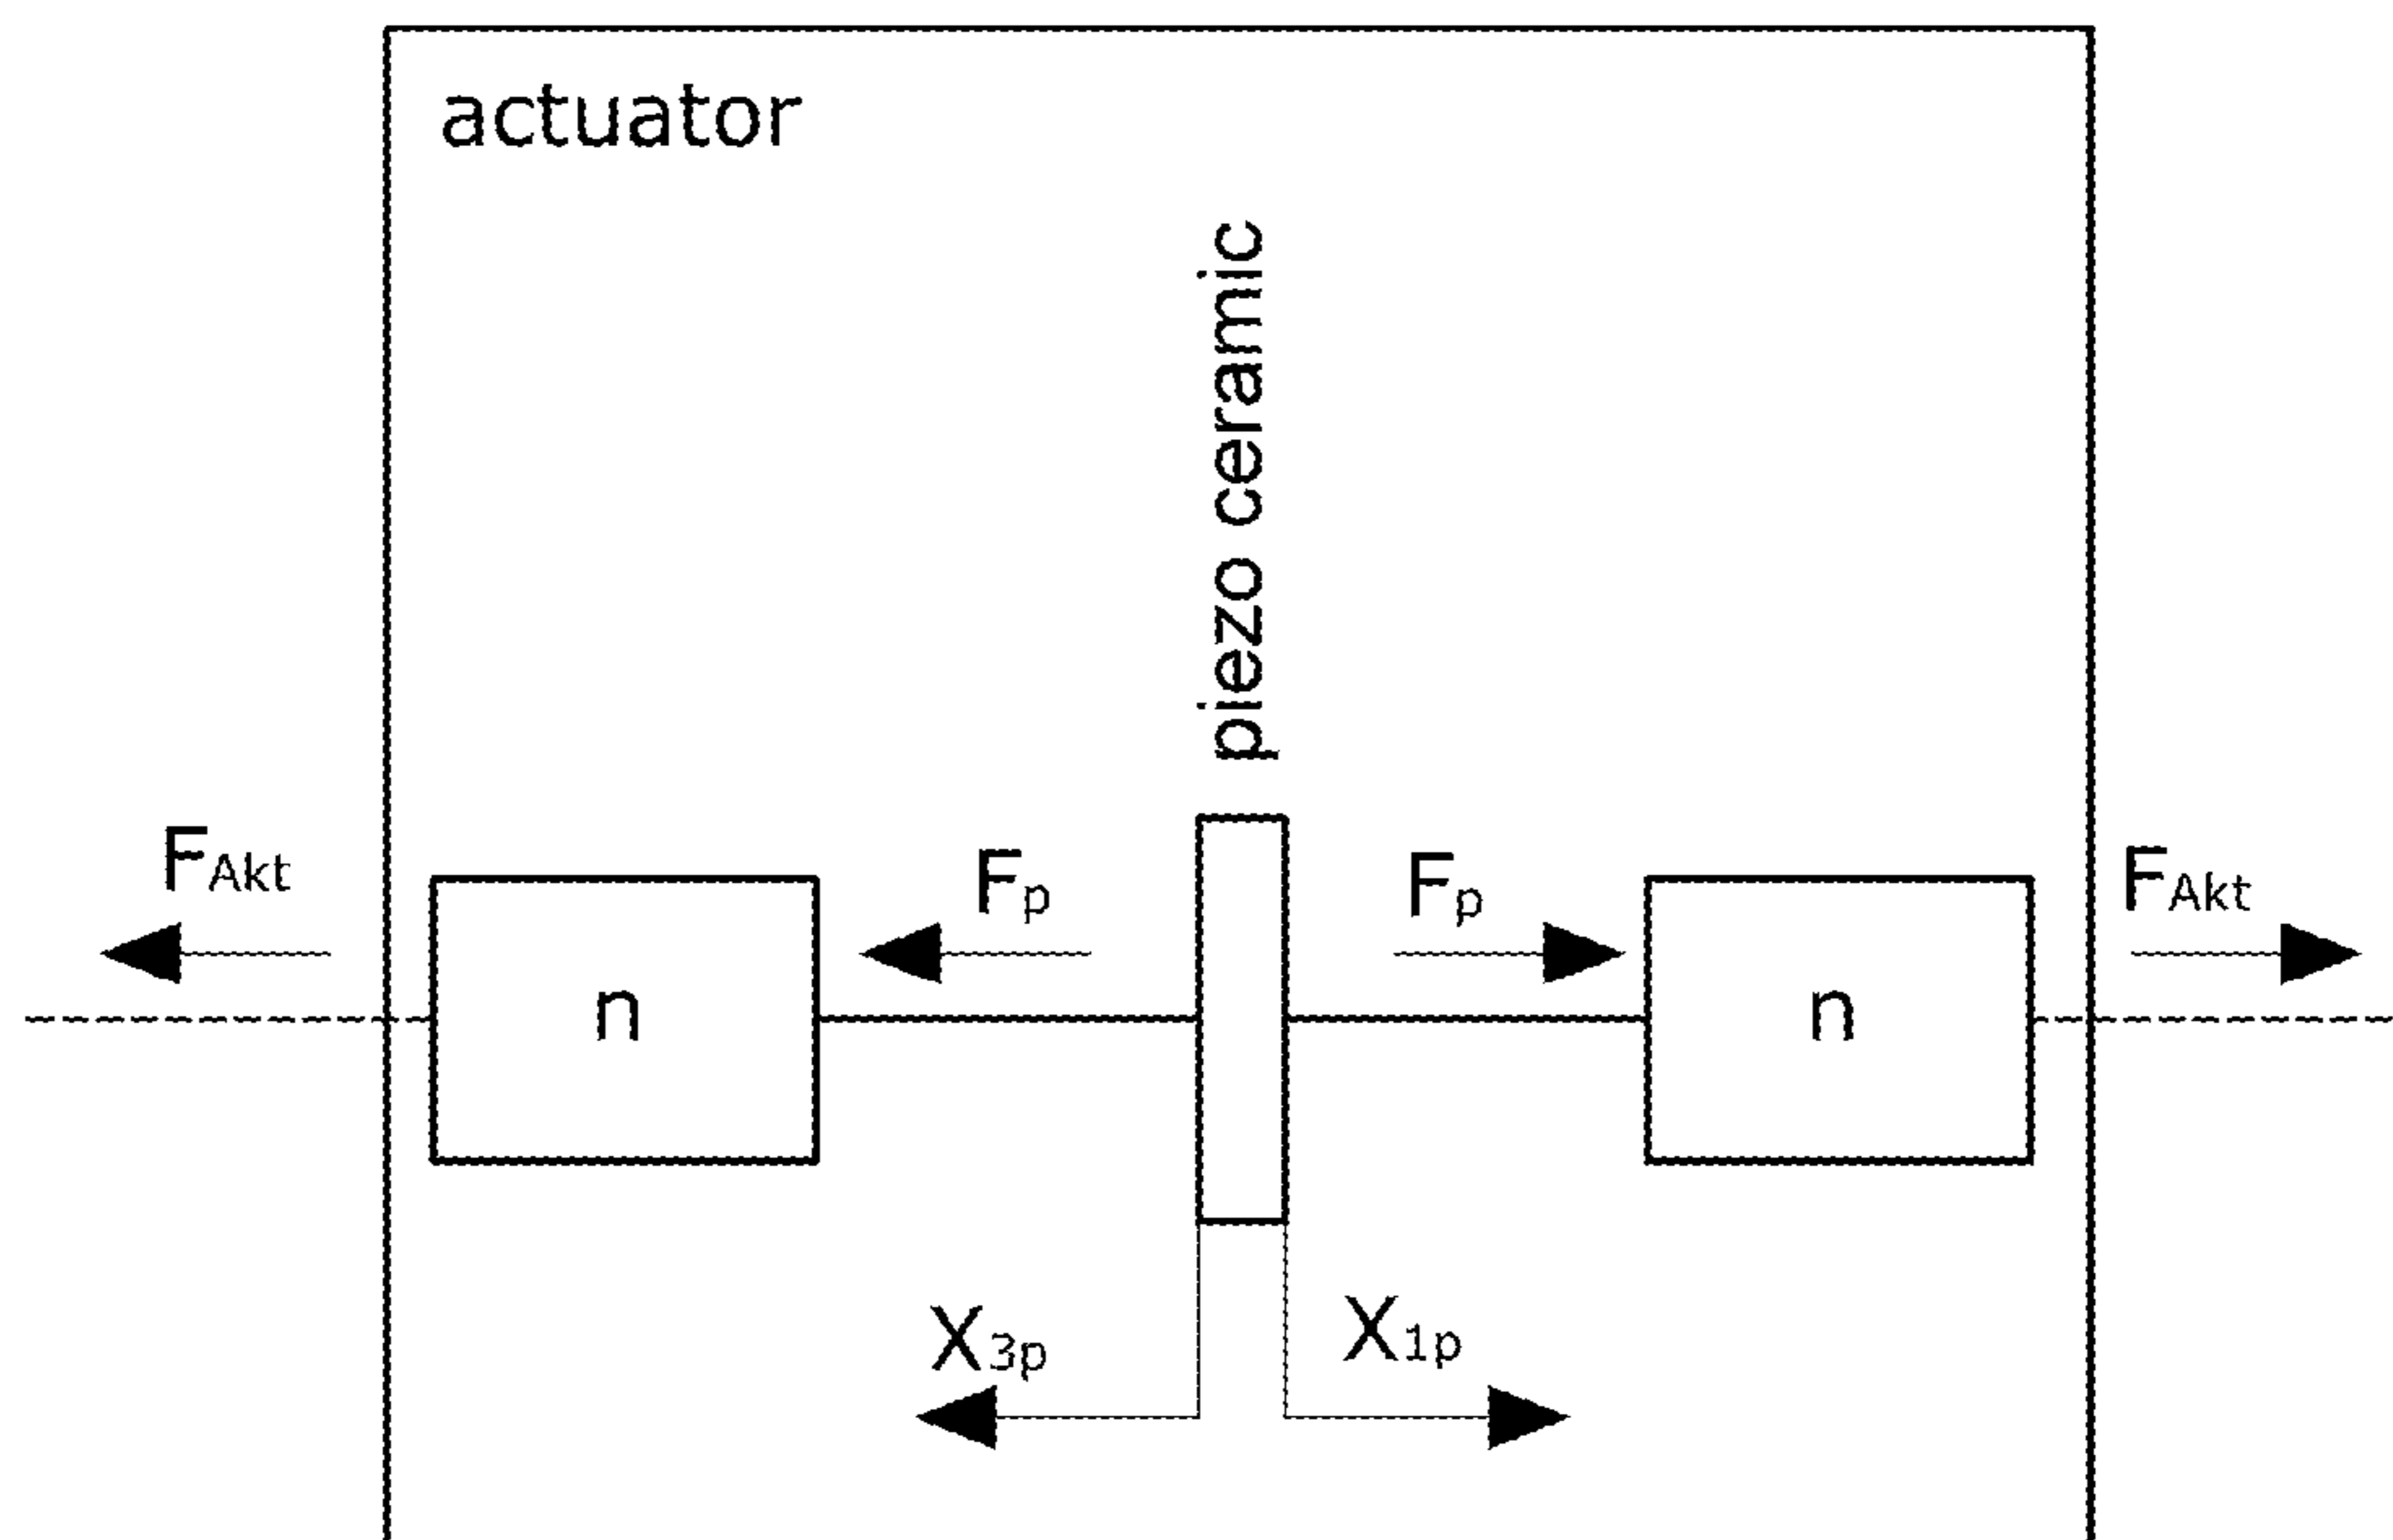 actuator
piezo ceramic
FAkt
Fp
Fp
FAkt
n
n
X3p
X1p